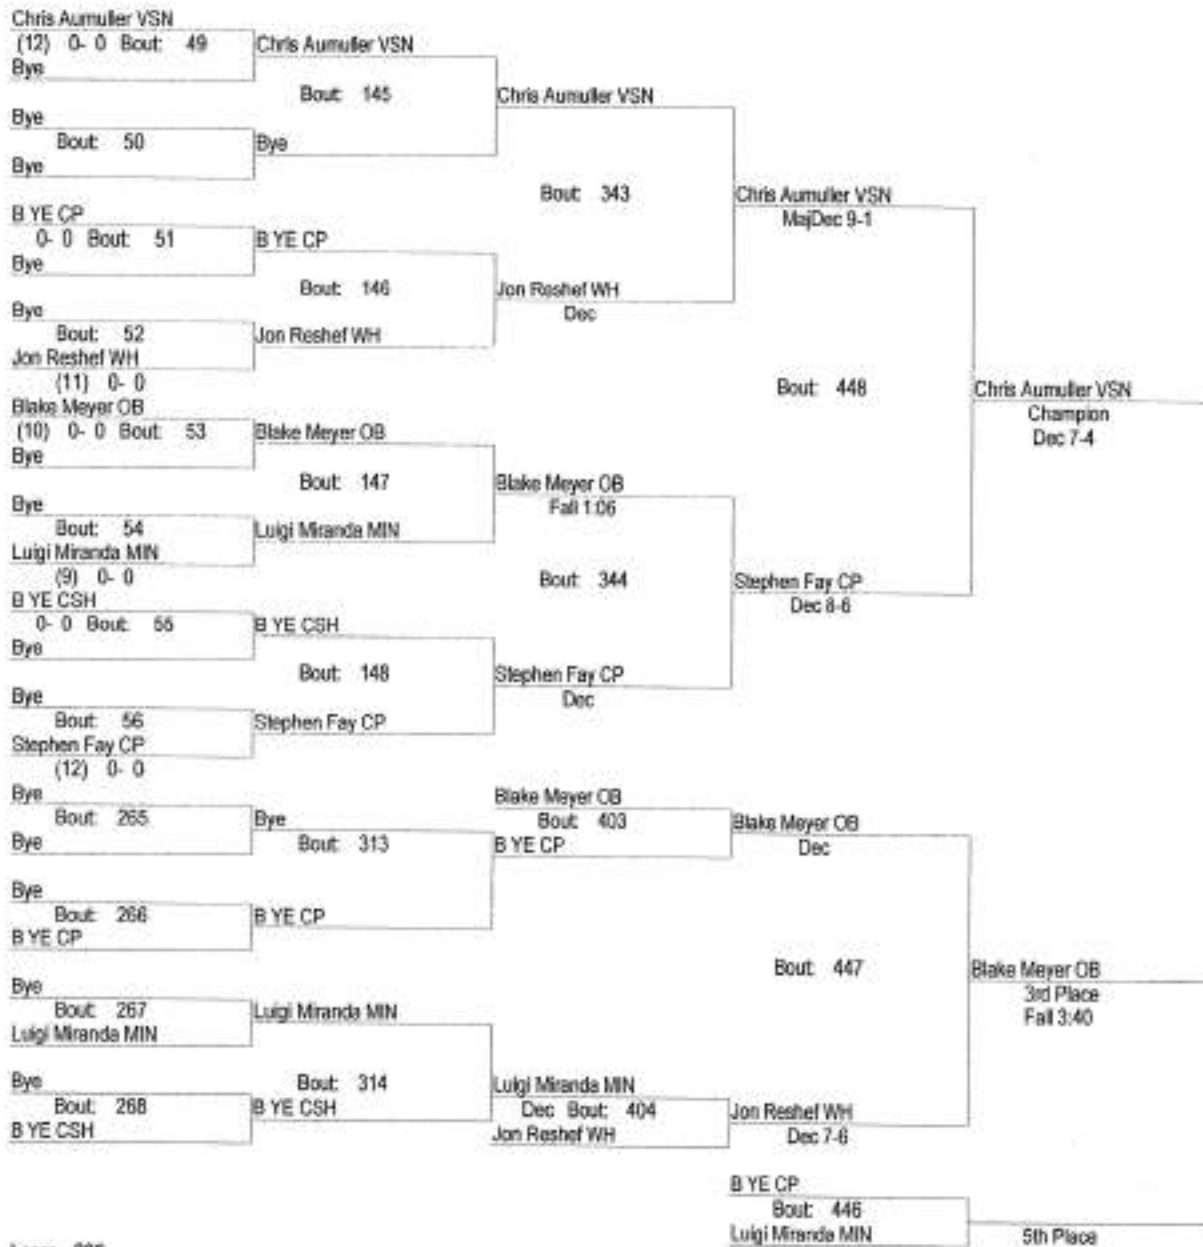 Chris Aumuller VSN
(12) 0- 0 Bout: 49
Bye
Chris Aumuller VSN
Bout: 145
Chris Aumuller VSN
Bye
Bout: 50
Bye
Bye
Bout: 343
Chris Aumuller VSN
MajDec 9-1
B YE CP
0- 0 Bout: 51
Bye
B YE CP
Bout: 146
Jon Reshef WH
Dec
Bye
Bout: 52
Jon Reshef WH
(11) 0- 0
Jon Reshef WH
Bout: 448
Chris Aumuller VSN
Champion
Dec 7-4
Blake Meyer OB
(10) 0- 0 Bout: 53
Bye
Blake Meyer OB
Bout: 147
Blake Meyer OB
Fall 1:06
Bye
Bout: 54
Luigi Miranda MIN
(9) 0- 0
Luigi Miranda MIN
Bout: 344
Stephen Fay CP
Dec 8-6
B YE CSH
0- 0 Bout: 55
Bye
B YE CSH
Bout: 148
Stephen Fay CP
Dec
Bye
Bout: 56
Stephen Fay CP
(12) 0- 0
Stephen Fay CP
Bye
Bout: 265
Bye
Bye
Bout: 313
Blake Meyer OB
Bout: 403
B YE CP
Blake Meyer OB
Dec
Bye
Bout: 266
B YE CP
B YE CP
Bout: 447
Blake Meyer OB
3rd Place
Fall 3:40
Bye
Bout: 267
Luigi Miranda MIN
Luigi Miranda MIN
Bout: 314
Luigi Miranda MIN
Dec Bout: 404
Jon Reshef WH
Jon Reshef WH
Dec 7-6
Bye
Bout: 268
B YE CSH
B YE CSH
B YE CP
Bout: 446
Luigi Miranda MIN
5th Place